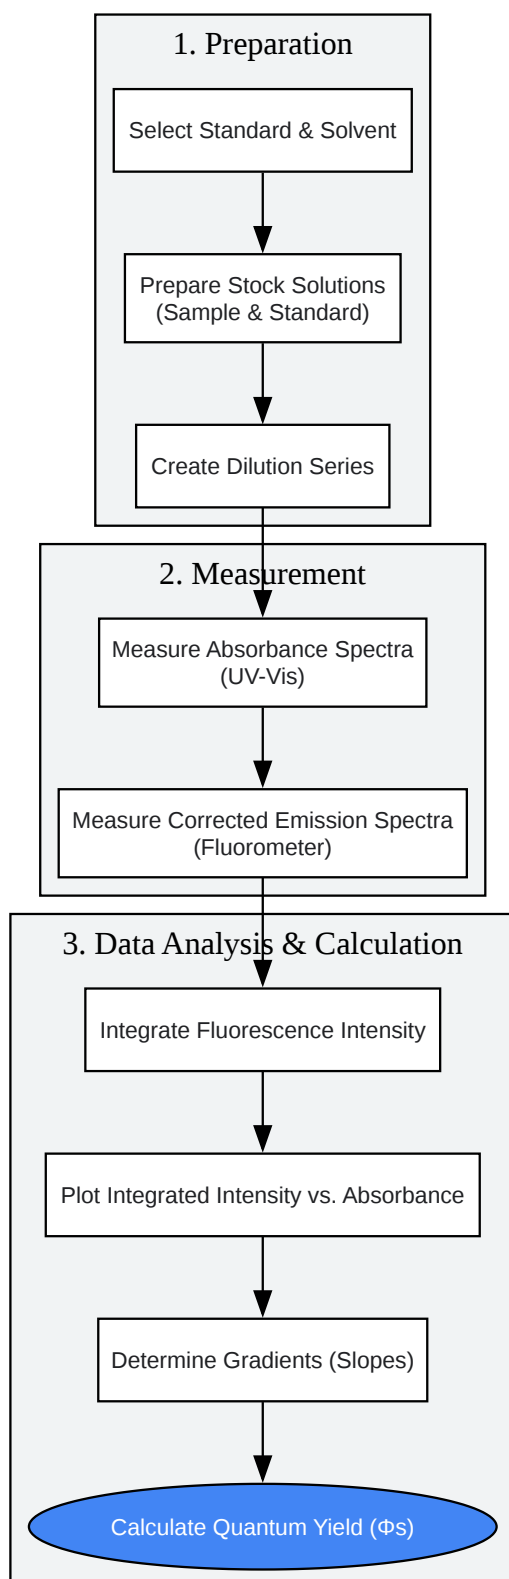 1. Preparation
Select Standard & Solvent
Prepare Stock Solutions
(Sample & Standard)
Create Dilution Series
2. Measurement
Measure Absorbance Spectra
(UV-Vis)
Measure Corrected Emission Spectra
(Fluorometer)
3. Data Analysis & Calculation
Integrate Fluorescence Intensity
Plot Integrated Intensity vs. Absorbance
Determine Gradients (Slopes)
Calculate Quantum Yield (Φs)